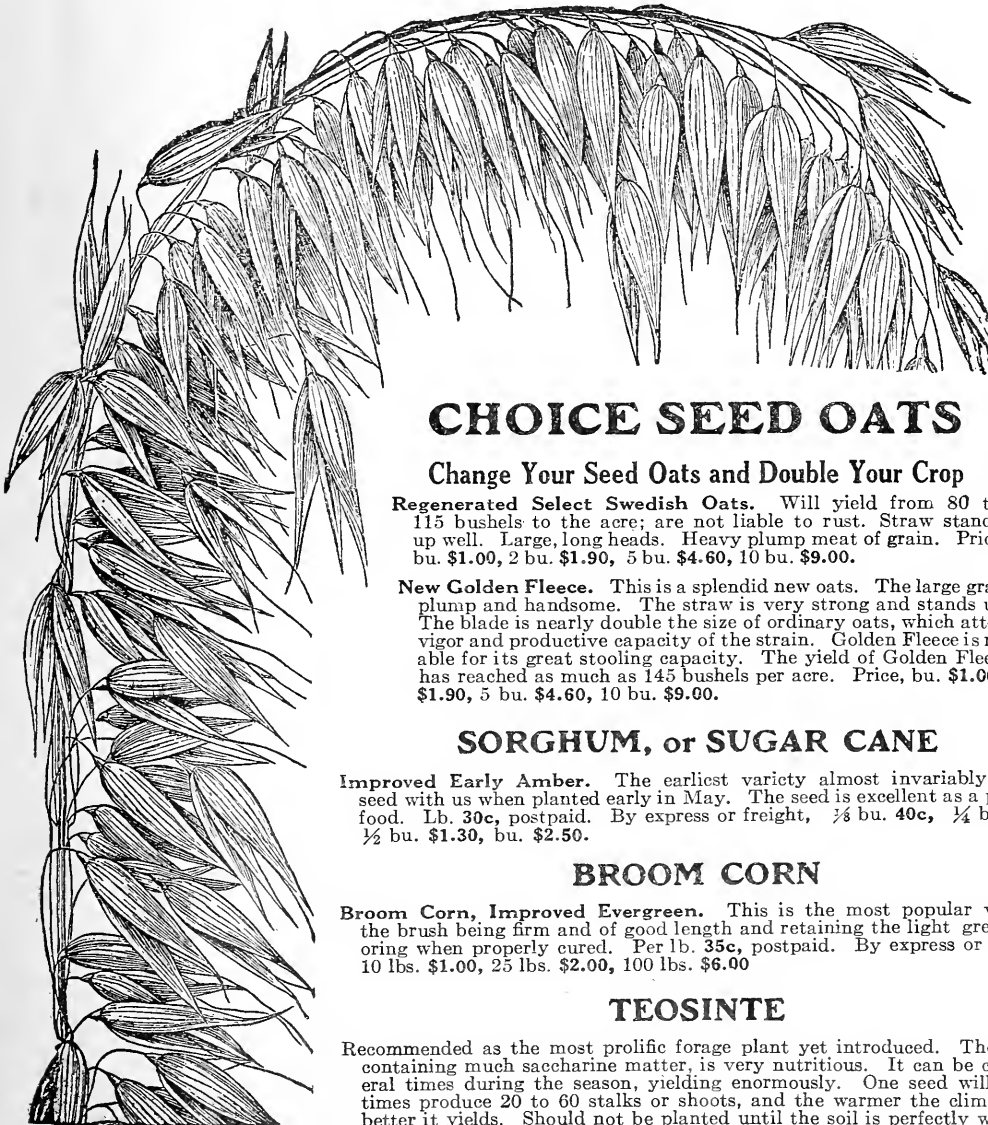 CHOICE SEED OATS
Change Your Seed Oats and Double Your Crop
Regenerated Select Swedish Oats. Will yield from 80 t
115 bushels to the acre; are not liable to rust. Straw stand
up well. Large, long heads. Heavy plump meat of grain. Pric
bu. $1.00, 2 bu. $1.90, 5 bu. $4.60, 10 bu. $9.00.
New Golden Fleece. This is a splendid new oats. The large gra
plump and handsome. The straw is very strong and stands u
The blade is nearly double the size of ordinary oats, which att
vigor and productive capacity of the strain. Golden Fleece is r
able for its great stooling capacity. The yield of Golden Flee
has reached as much as 145 bushels per acre. Price, bu. $1.0
$1.90, 5 bu. $4.60, 10 bu. $9.00.
SORGHUM, or SUGAR CANE
Improved Early Amber. The earliest variety almost invariably
seed with us when planted early in May. The seed is excellent as a p
food. Lb. 30c, postpaid. By express or freight, ⅛ bu. 40c, ¼ b
½ bu. $1.30, bu. $2.50.
BROOM CORN
Broom Corn, Improved Evergreen. This is the most popular v
the brush being firm and of good length and retaining the light gre
oring when properly cured. Per lb. 35c, postpaid. By express or
10 lbs. $1.00, 25 lbs. $2.00, 100 lbs. $6.00
TEOSINTE
Recommended as the most prolific forage plant yet introduced. Th
containing much saccharine matter, is very nutritious. It can be c
eral times during the season, yielding enormously. One seed will
times produce 20 to 60 stalks or shoots, and the warmer the clim
better it yields. Should not be planted until the soil is perfectly w